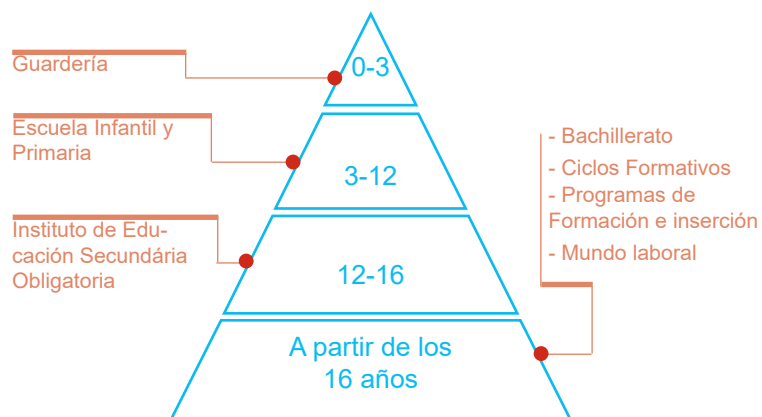 Guardería
0-3
Escuela Infantil y
Primaria
3-12
Instituto de Edu-
cación Secundária
Obligatoria
12-16
A partir de los
16 años
- Bachillerato
- Ciclos Formativos
- Programas de
Formación e inserción
- Mundo laboral